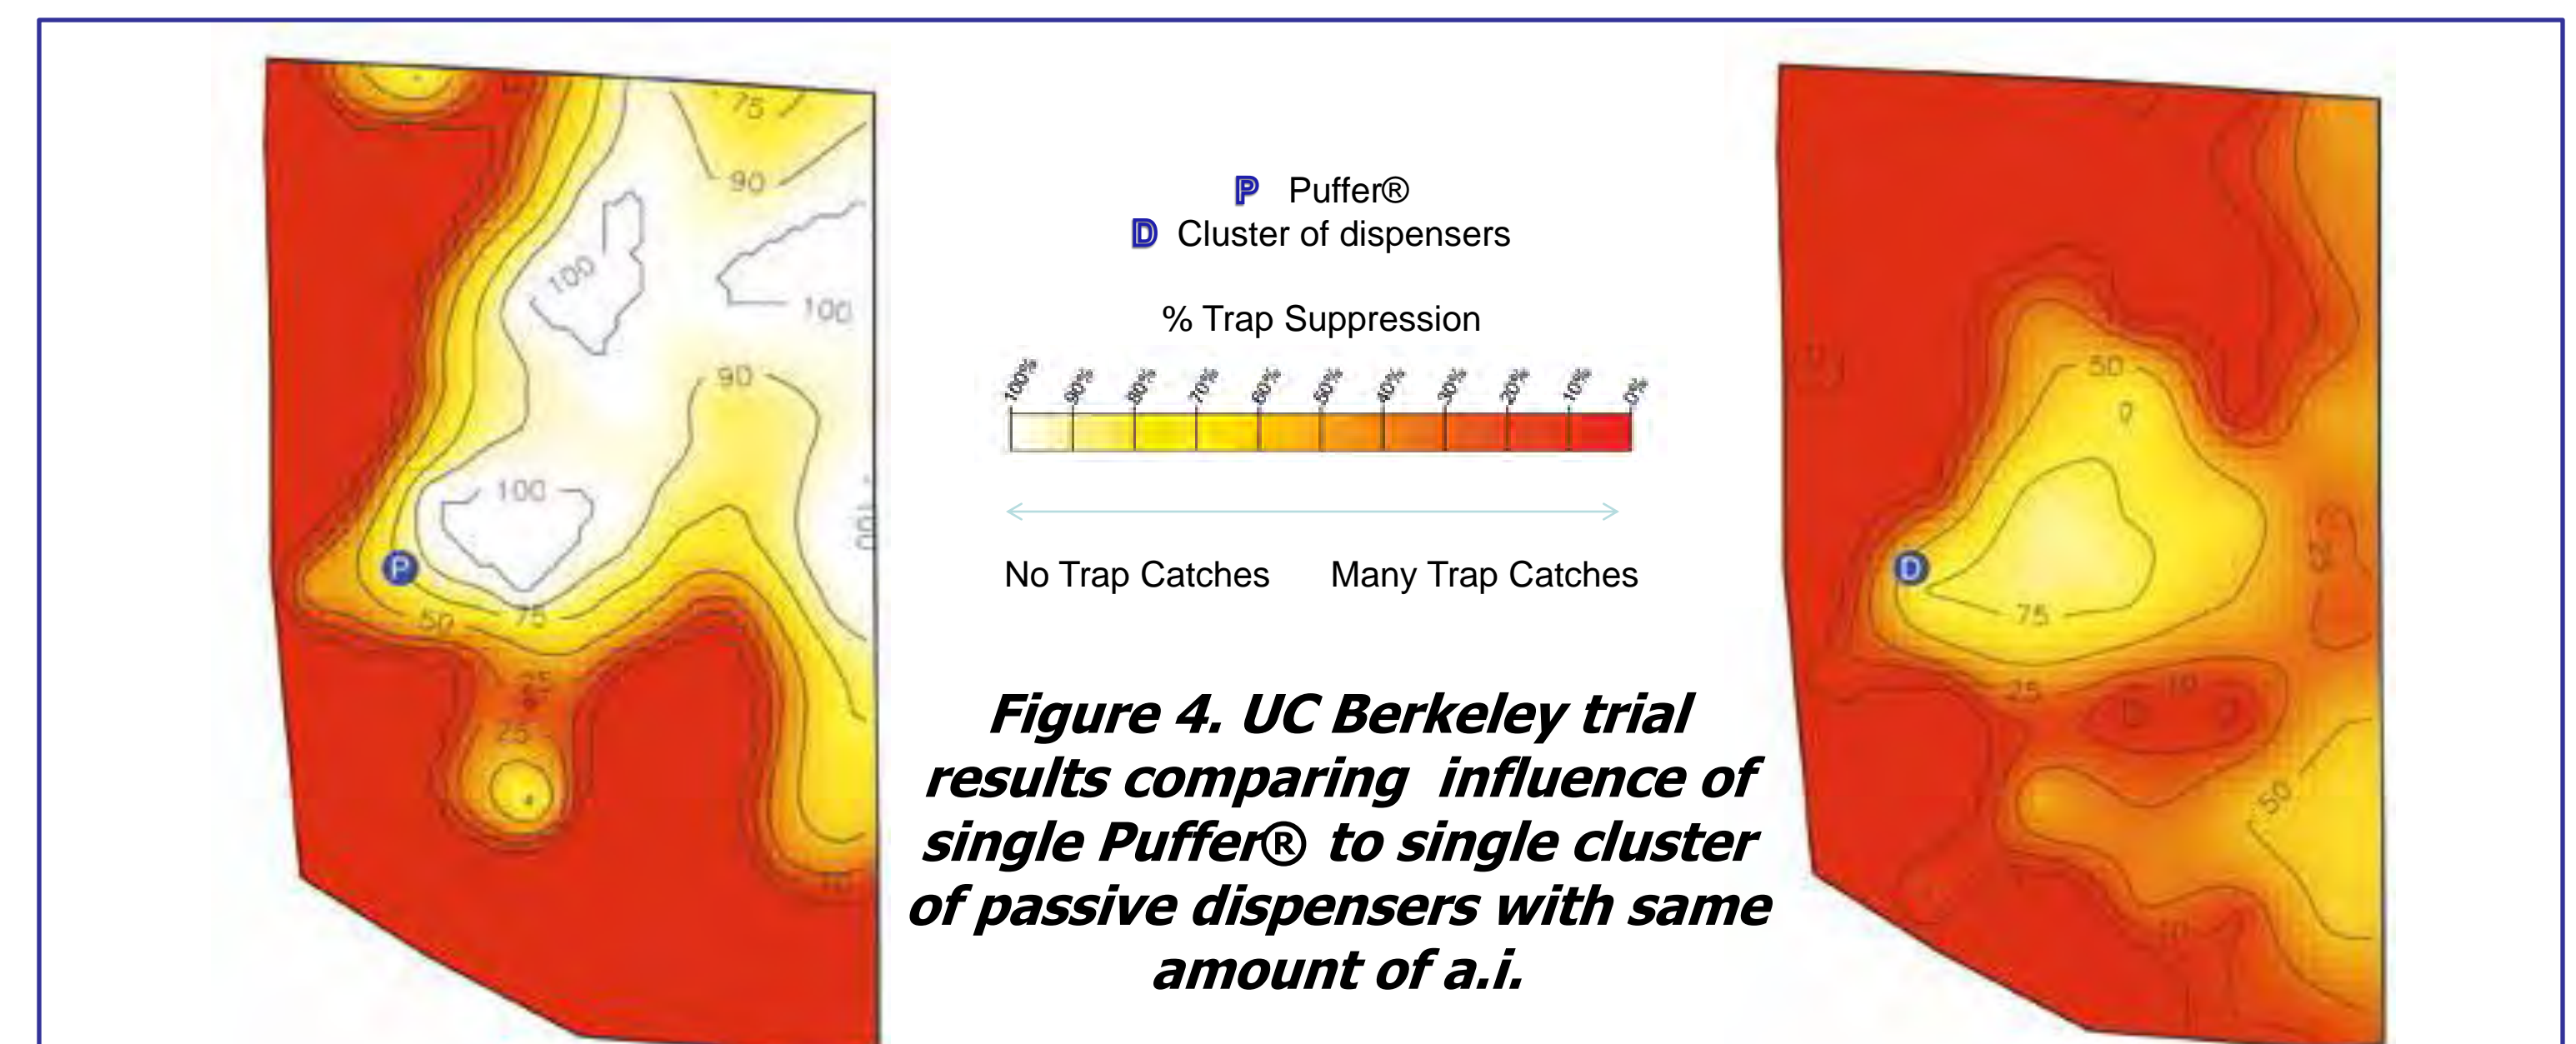 75
90
100
100
90
100
100
P
50
75
25
25
10
P Puffer®
D Cluster of dispensers
% Trap Suppression
100% 90% 80% 70% 60% 50% 40% 30% 20% 10% 0%
No Trap Catches Many Trap Catches
Figure 4. UC Berkeley trial
results comparing influence of
single Puffer® to single cluster
of passive dispensers with same
amount of a.i.
50
D
75
25
10
50
10